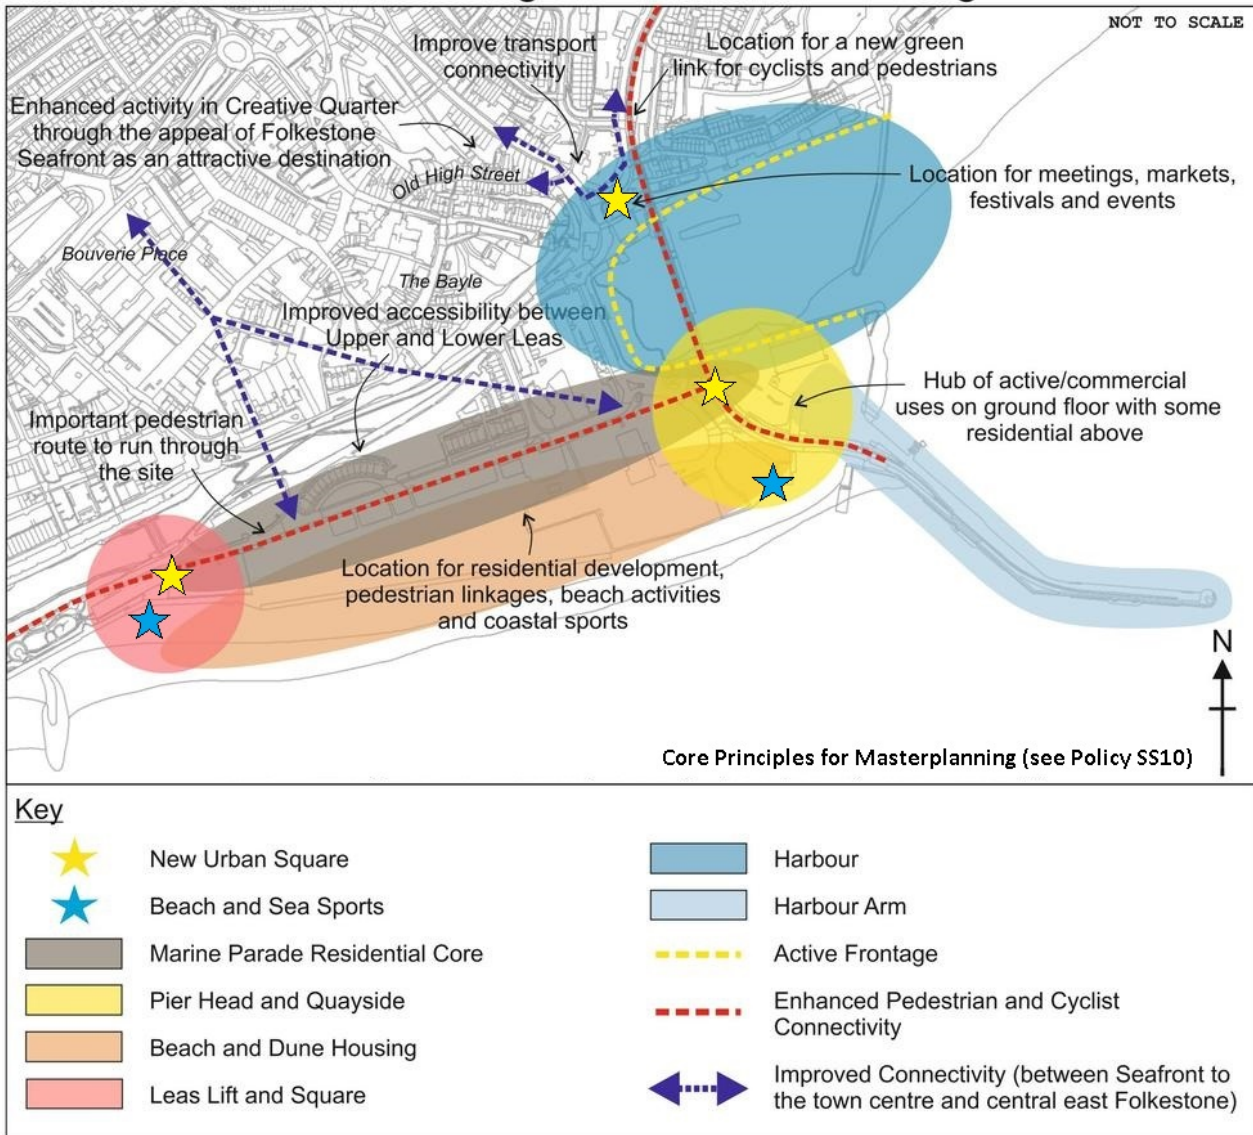 NOT TO SCALE
Improve transport
connectivity
Location for a new green
link for cyclists and pedestrians
Enhanced activity in Creative Quarter
through the appeal of Folkestone
Seafront as an attractive destination
Old High Street
Location for meetings, markets,
festivals and events
Bouverie Place
The Bayle
Improved accessibility between
Upper and Lower Leas
Hub of active/commercial
uses on ground floor with some
residential above
Important pedestrian
route to run through
the site
Location for residential development,
pedestrian linkages, beach activities
and coastal sports
N
Core Principles for Masterplanning (see Policy SS10)
Key
New Urban Square
Beach and Sea Sports
Marine Parade Residential Core
Pier Head and Quayside
Beach and Dune Housing
Leas Lift and Square
Harbour
Harbour Arm
Active Frontage
Enhanced Pedestrian and Cyclist
Connectivity
Improved Connectivity (between Seafront to
the town centre and central east Folkestone)